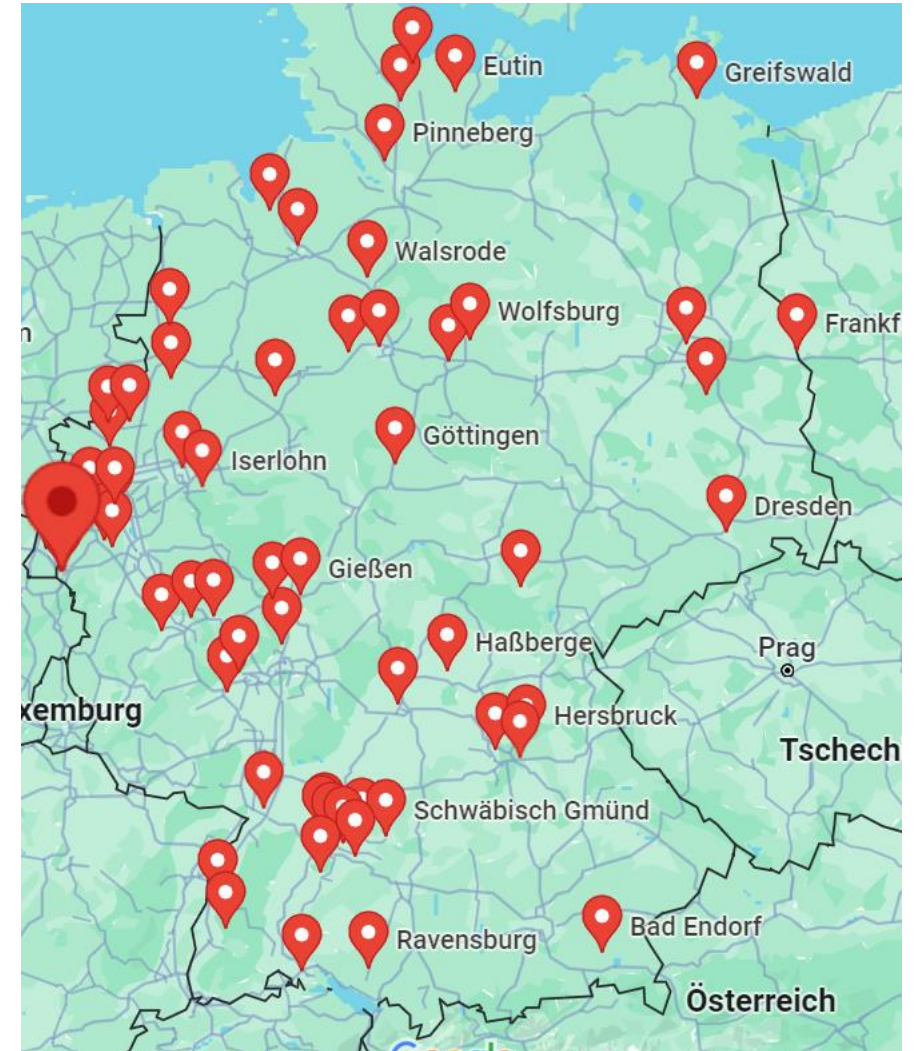 Eutin
Greifswald
Pinneberg
Walsrode
Wolfsburg
Frankf
n
Göttingen
Iserlohn
Dresden
Gießen
Haßberge
Prag
xemburg
Hersbruck
Tschech
Schwäbisch Gmünd
Ravensburg
Bad Endorf
Österreich